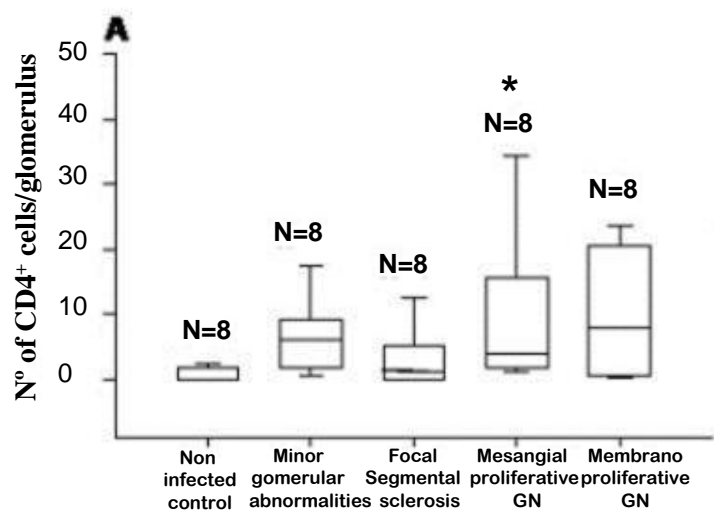 A
Nº of CD4⁺ cells/glomerulus
50
40
30
20
10
0
N=8
N=8
N=8
*
N=8
N=8
Non
infected
control
Minor
gomerular
abnormalities
Focal
Segmental
sclerosis
Mesangial
proliferative
GN
Membrano
proliferative
GN